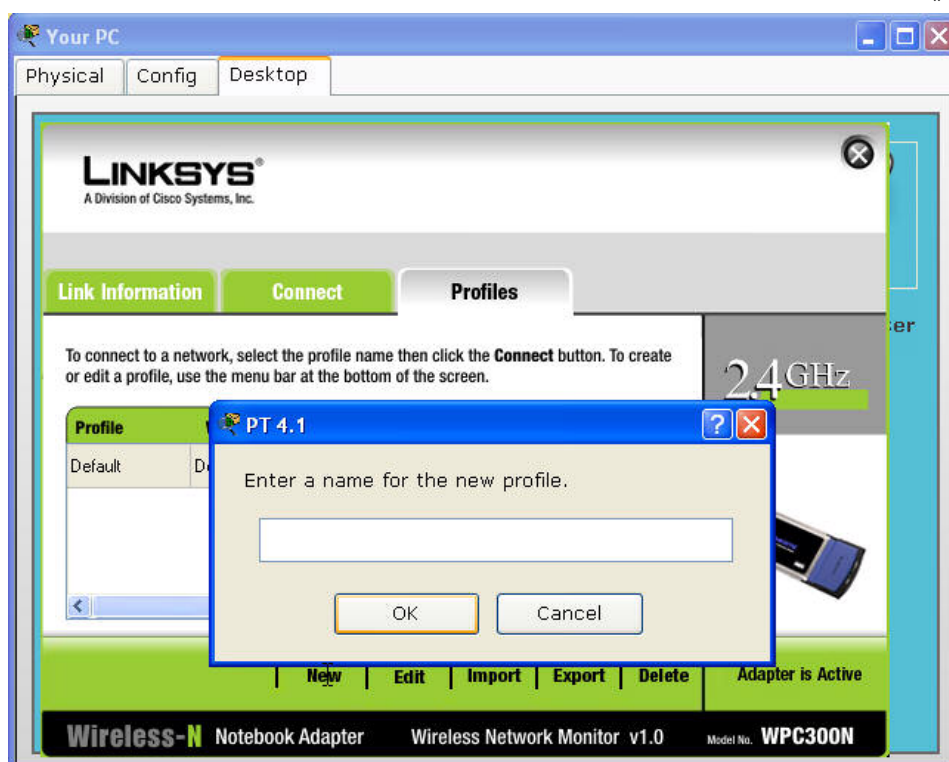 Your PC
Physical Config Desktop
LINKSYS®
A Division of Cisco Systems, Inc.
Link Information Connect Profiles
To connect to a network, select the profile name then click the Connect button. To create
or edit a profile, use the menu bar at the bottom of the screen.
2.4GHz
Profile
Default
PT 4.1
Enter a name for the new profile.
OK Cancel
New Edit Import Export Delete
Adapter is Active
Wireless-N Notebook Adapter Wireless Network Monitor v1.0 Model No. WPC300N